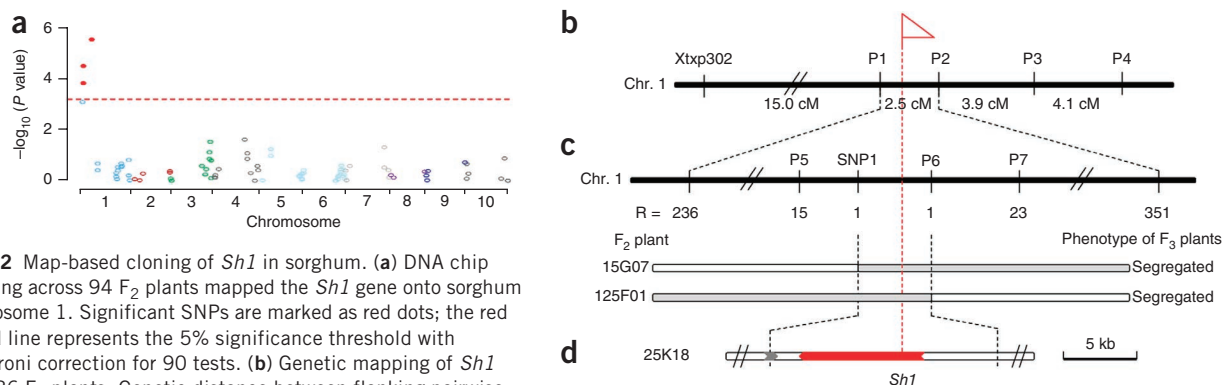 a
6
4
2
0
–log10 (P value)
1 2 3 4 5 6 7 8 9 10
Chromosome
2 Map-based cloning of Sh1 in sorghum. (a) DNA chip
ng across 94 F2 plants mapped the Sh1 gene onto sorghum
osome 1. Significant SNPs are marked as red dots; the red
line represents the 5% significance threshold with
rroni correction for 90 tests. (b) Genetic mapping of Sh1
b
Xtxp302 P1 P2 P3 P4
Chr. 1
15.0 cM 2.5 cM 3.9 cM 4.1 cM
c
P5 SNP1 P6 P7
Chr. 1
R = 236 15 1 1 23 351
F2 plant Phenotype of F3 plants
15G07 Segregated
125F01 Segregated
d
25K18 5 kb
Sh1